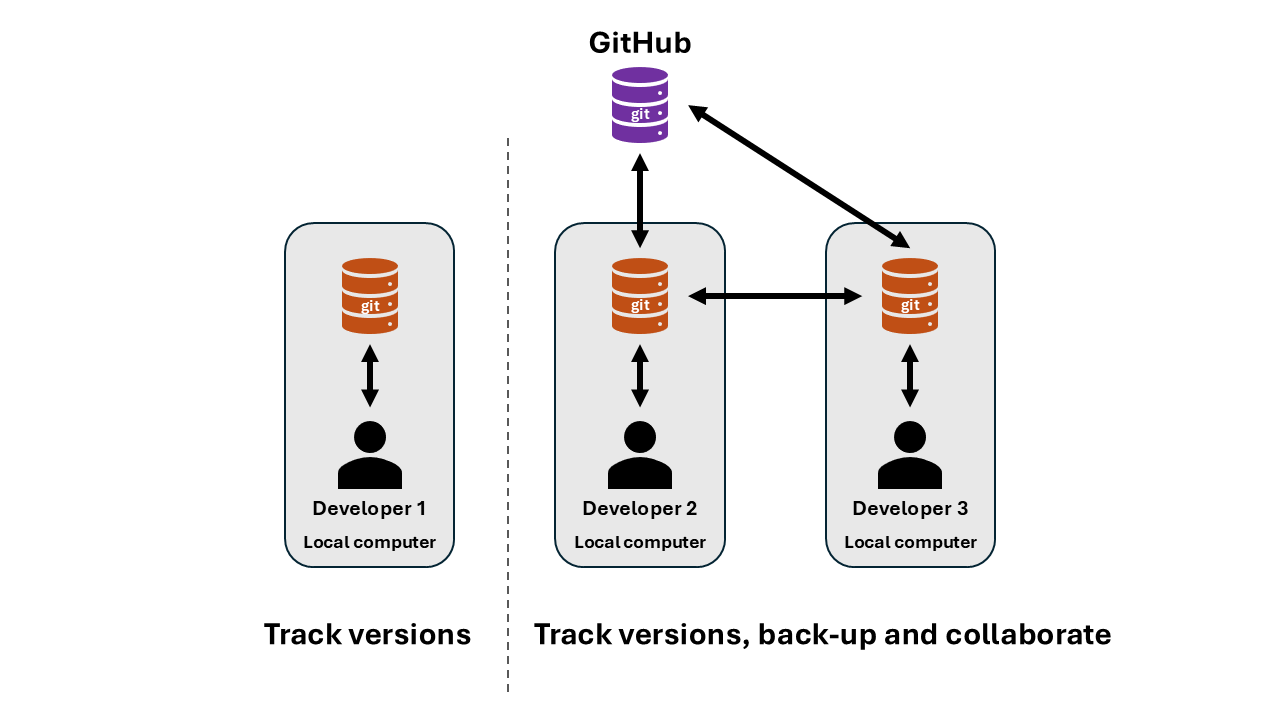 GitHub
git
git
git
git
Developer 1
Developer 2
Developer 3
Local computer
Local computer
Local computer
Track versions
Track versions, back-up and collaborate